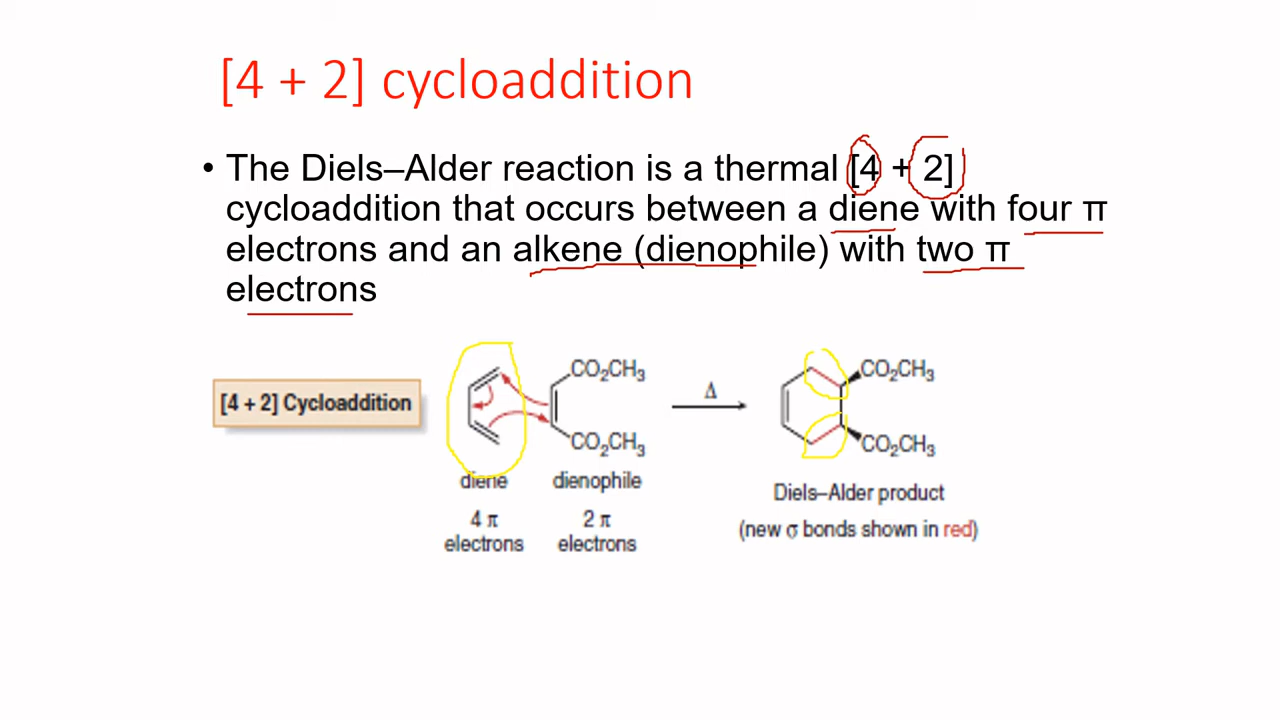 [4 + 2] cycloaddition
• The Diels–Alder reaction is a thermal [4 + 2]
cycloaddition that occurs between a diene with four π
electrons and an alkene (dienophile) with two π
electrons
[4 + 2] Cycloaddition
CO₂CH₃
CO₂CH₃
diene
4 π
electrons
dienophile
2 π
electrons
Δ
CO₂CH₃
CO₂CH₃
Diels–Alder product
(new σ bonds shown in red)